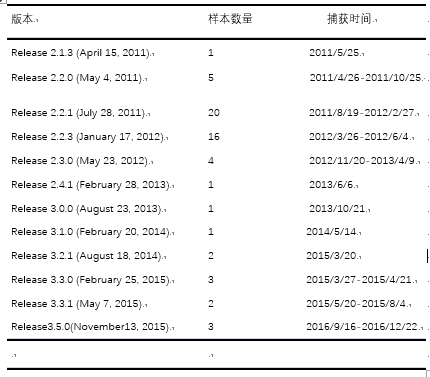 版本 样本数量 捕获时间
Release 2.1.3 (April 15, 2011) 1 2011/5/25
Release 2.2.0 (May 4, 2011) 5 2011/4/26-2011/10/25
Release 2.2.1 (July 28, 2011) 20 2011/8/19-2012/2/27
Release 2.2.3 (January 17, 2012) 16 2012/3/26-2012/6/4
Release 2.3.0 (May 23, 2012) 4 2012/11/20-2013/4/9
Release 2.4.1 (February 28, 2013) 1 2013/6/6
Release 3.0.0 (August 23, 2013) 1 2013/10/21
Release 3.1.0 (February 20, 2014) 1 2014/5/14
Release 3.2.1 (August 18, 2014) 2 2015/3/20
Release 3.3.0 (February 25, 2015) 3 2015/3/27-2015/4/21
Release 3.3.1 (May 7, 2015) 2 2015/5/20-2015/8/4
Release3.5.0(November13, 2015) 3 2016/9/16-2016/12/22